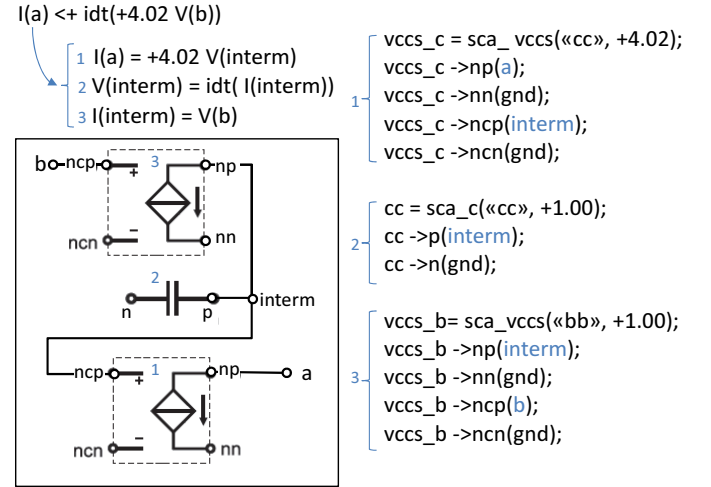 I(a) <+ idt(+4.02 V(b))
1 I(a) = +4.02 V(interm)
2 V(interm) = idt( I(interm))
3 I(interm) = V(b)
b ncp + 3 np
ncn - nn
2
n p interm
ncp + 1 np a
ncn - nn
1
vccs_c = sca_ vccs(«cc», +4.02);
vccs_c ->np(a);
vccs_c ->nn(gnd);
vccs_c ->ncp(interm);
vccs_c ->ncn(gnd);
2
cc = sca_c(«cc», +1.00);
cc ->p(interm);
cc ->n(gnd);
3
vccs_b= sca_vccs(«bb», +1.00);
vccs_b ->np(interm);
vccs_b ->nn(gnd);
vccs_b ->ncp(b);
vccs_b ->ncn(gnd);